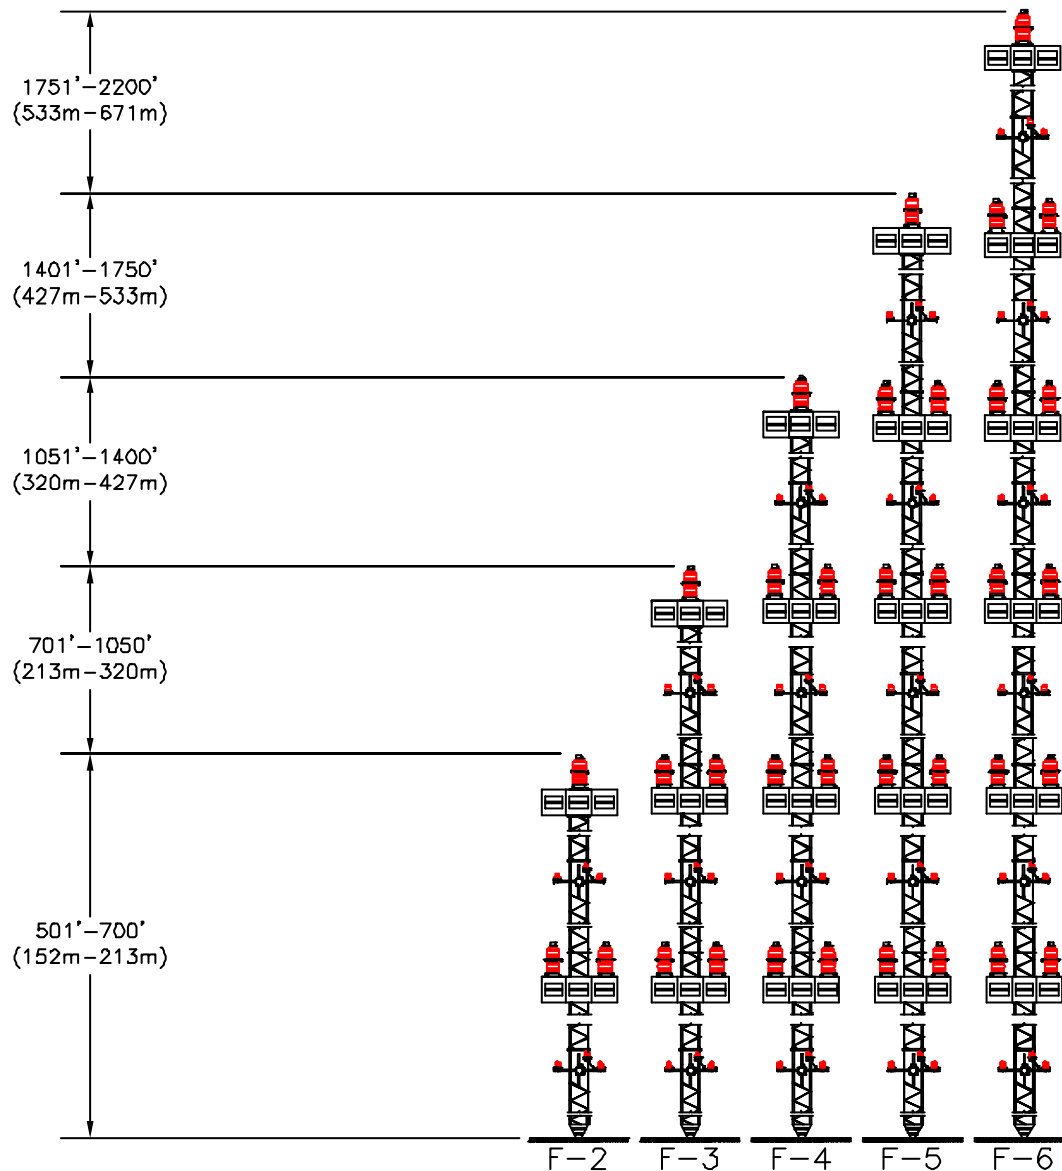 1751'-2200'
(533m-671m)
1401'-1750'
(427m-533m)
1051'-1400'
(320m-427m)
701'-1050'
(213m-320m)
501'-700'
(152m-213m)
F-2 F-3 F-4 F-5 F-6